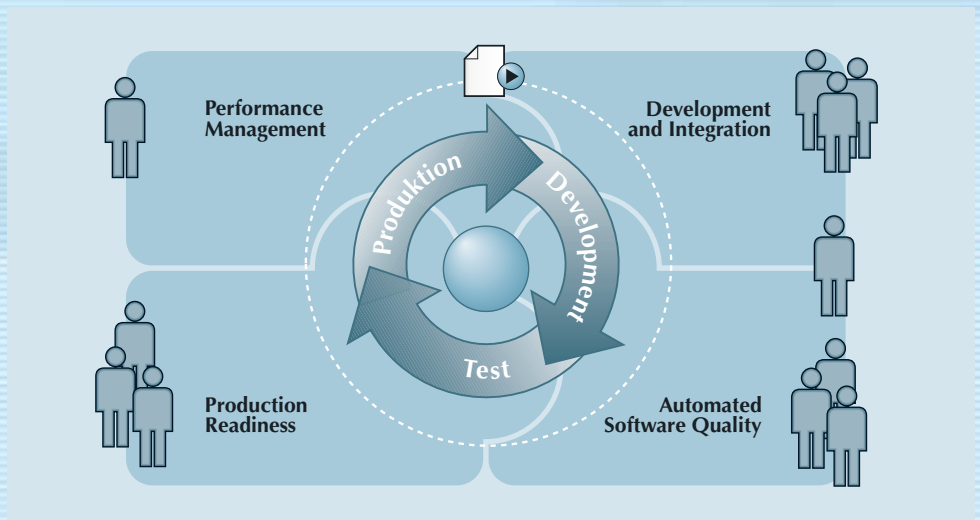 Performance
Management
Development
and Integration
Produktion
Development
Test
Production
Readiness
Automated
Software Quality